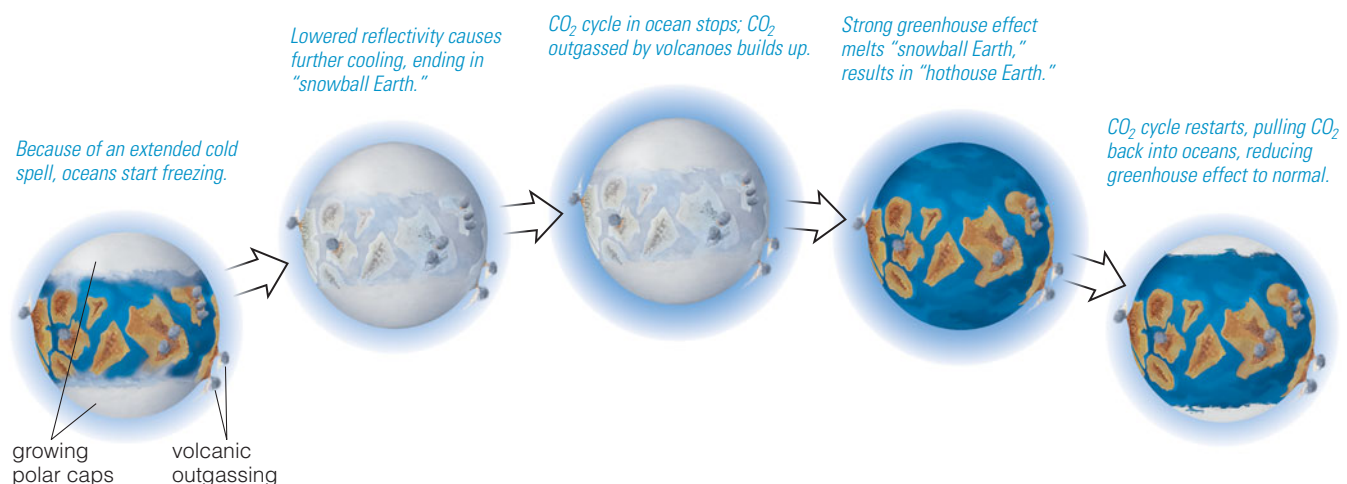 Because of an extended cold
spell, oceans start freezing.
Lowered reflectivity causes
further cooling, ending in
“snowball Earth.”
CO₂ cycle in ocean stops; CO₂
outgassed by volcanoes builds up.
Strong greenhouse effect
melts “snowball Earth,”
results in “hothouse Earth.”
CO₂ cycle restarts, pulling CO₂
back into oceans, reducing
greenhouse effect to normal.
growing
polar caps
volcanic
outgassing